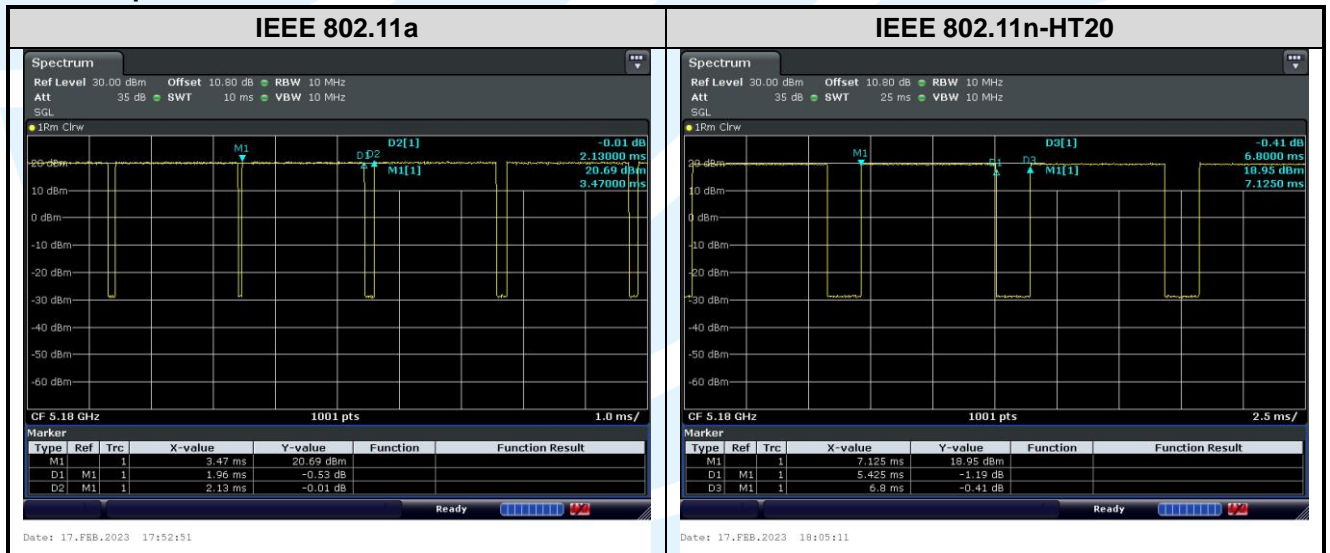 IEEE 802.11a
Spectrum
Ref Level 30.00 dBm Offset 10.80 dB RBW 10 MHz
Att 35 dB SWT 10 ms VBW 10 MHz
SGL
1Rm Clrw
M1 D1 D2 D2[1] -0.01 dB
2.13000 ms
20 dBm M1[1] 20.69 dBm
3.47000 ms
10 dBm
0 dBm
-10 dBm
-20 dBm
-30 dBm
-40 dBm
-50 dBm
-60 dBm
CF 5.18 GHz 1001 pts 1.0 ms/
Marker
Type Ref Trc X-value Y-value Function Function Result
M1 1 3.47 ms 20.69 dBm
D1 M1 1 1.96 ms -0.53 dB
D2 M1 1 2.13 ms -0.01 dB
Ready
Date: 17.FEB.2023 17:52:51
IEEE 802.11n-HT20
Spectrum
Ref Level 30.00 dBm Offset 10.80 dB RBW 10 MHz
Att 35 dB SWT 25 ms VBW 10 MHz
SGL
1Rm Clrw
M1 D1 D3 D3[1] -0.41 dB
6.8000 ms
20 dBm M1[1] 18.95 dBm
7.1250 ms
10 dBm
0 dBm
-10 dBm
-20 dBm
-30 dBm
-40 dBm
-50 dBm
-60 dBm
CF 5.18 GHz 1001 pts 2.5 ms/
Marker
Type Ref Trc X-value Y-value Function Function Result
M1 1 7.125 ms 18.95 dBm
D1 M1 1 5.425 ms -1.19 dB
D3 M1 1 6.8 ms -0.41 dB
Ready
Date: 17.FEB.2023 18:05:11